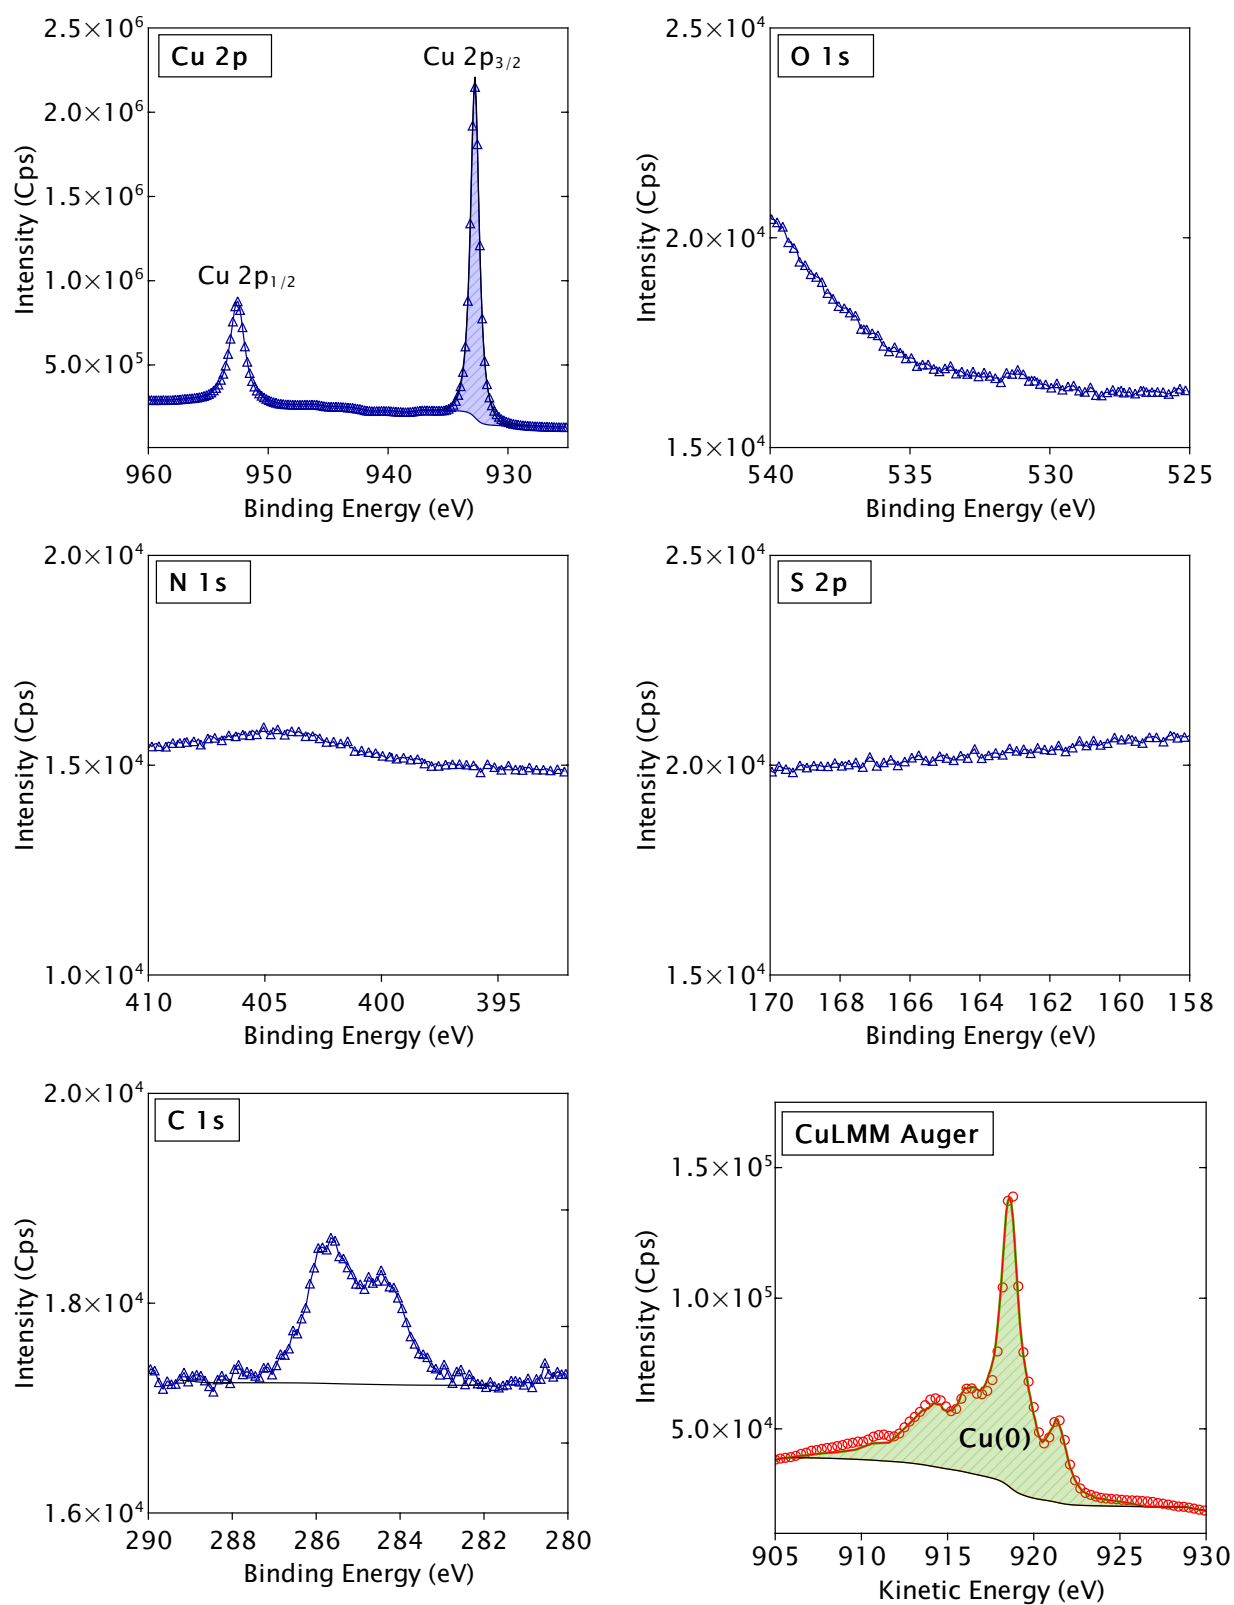 Cu 2p
Cu 2p3/2
Cu 2p1/2
2.5×10⁶
2.0×10⁶
1.5×10⁶
1.0×10⁶
5.0×10⁵
Intensity (Cps)
960 950 940 930
Binding Energy (eV)
O 1s
2.5×10⁴
2.0×10⁴
1.5×10⁴
Intensity (Cps)
540 535 530 525
Binding Energy (eV)
N 1s
2.0×10⁴
1.5×10⁴
1.0×10⁴
Intensity (Cps)
410 405 400 395
Binding Energy (eV)
S 2p
2.5×10⁴
2.0×10⁴
1.5×10⁴
Intensity (Cps)
170 168 166 164 162 160 158
Binding Energy (eV)
C 1s
2.0×10⁴
1.8×10⁴
1.6×10⁴
Intensity (Cps)
290 288 286 284 282 280
Binding Energy (eV)
CuLMM Auger
1.5×10⁵
1.0×10⁵
5.0×10⁴
Cu(0)
Intensity (Cps)
905 910 915 920 925 930
Kinetic Energy (eV)